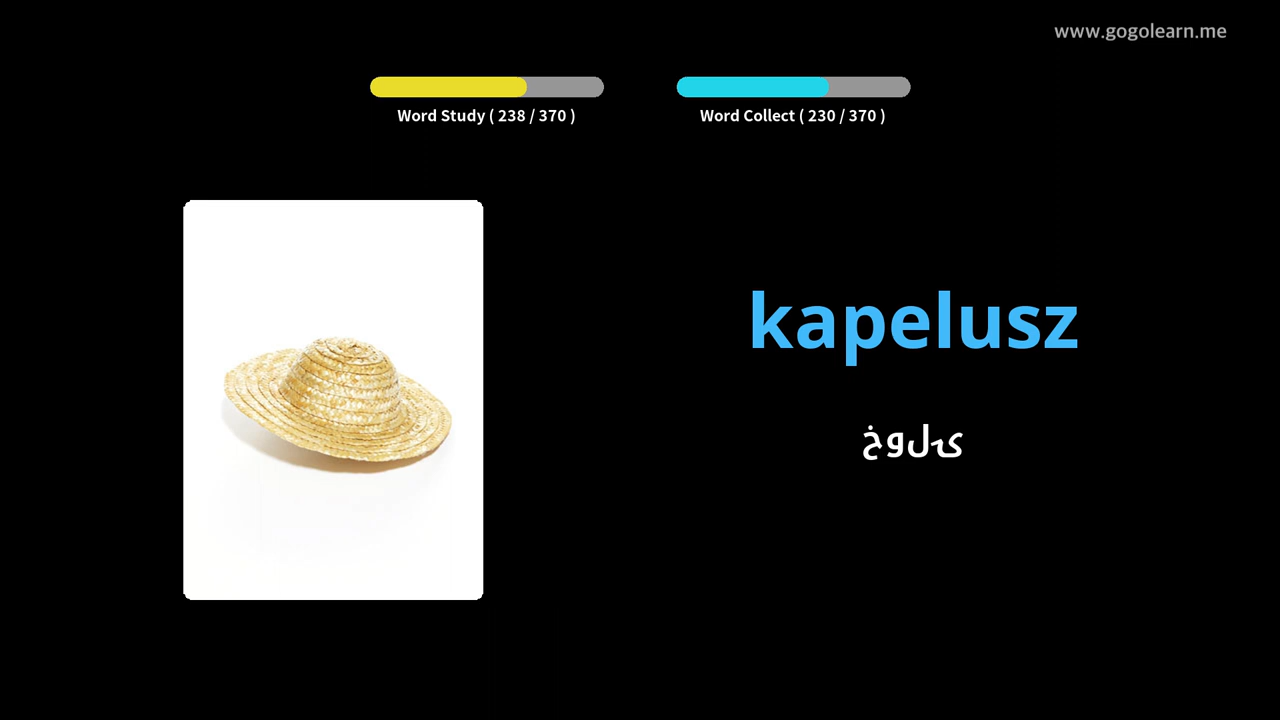 www.gogolearn.me
Word Study ( 238 / 370 )
Word Collect ( 230 / 370 )
kapelusz
خولۍ